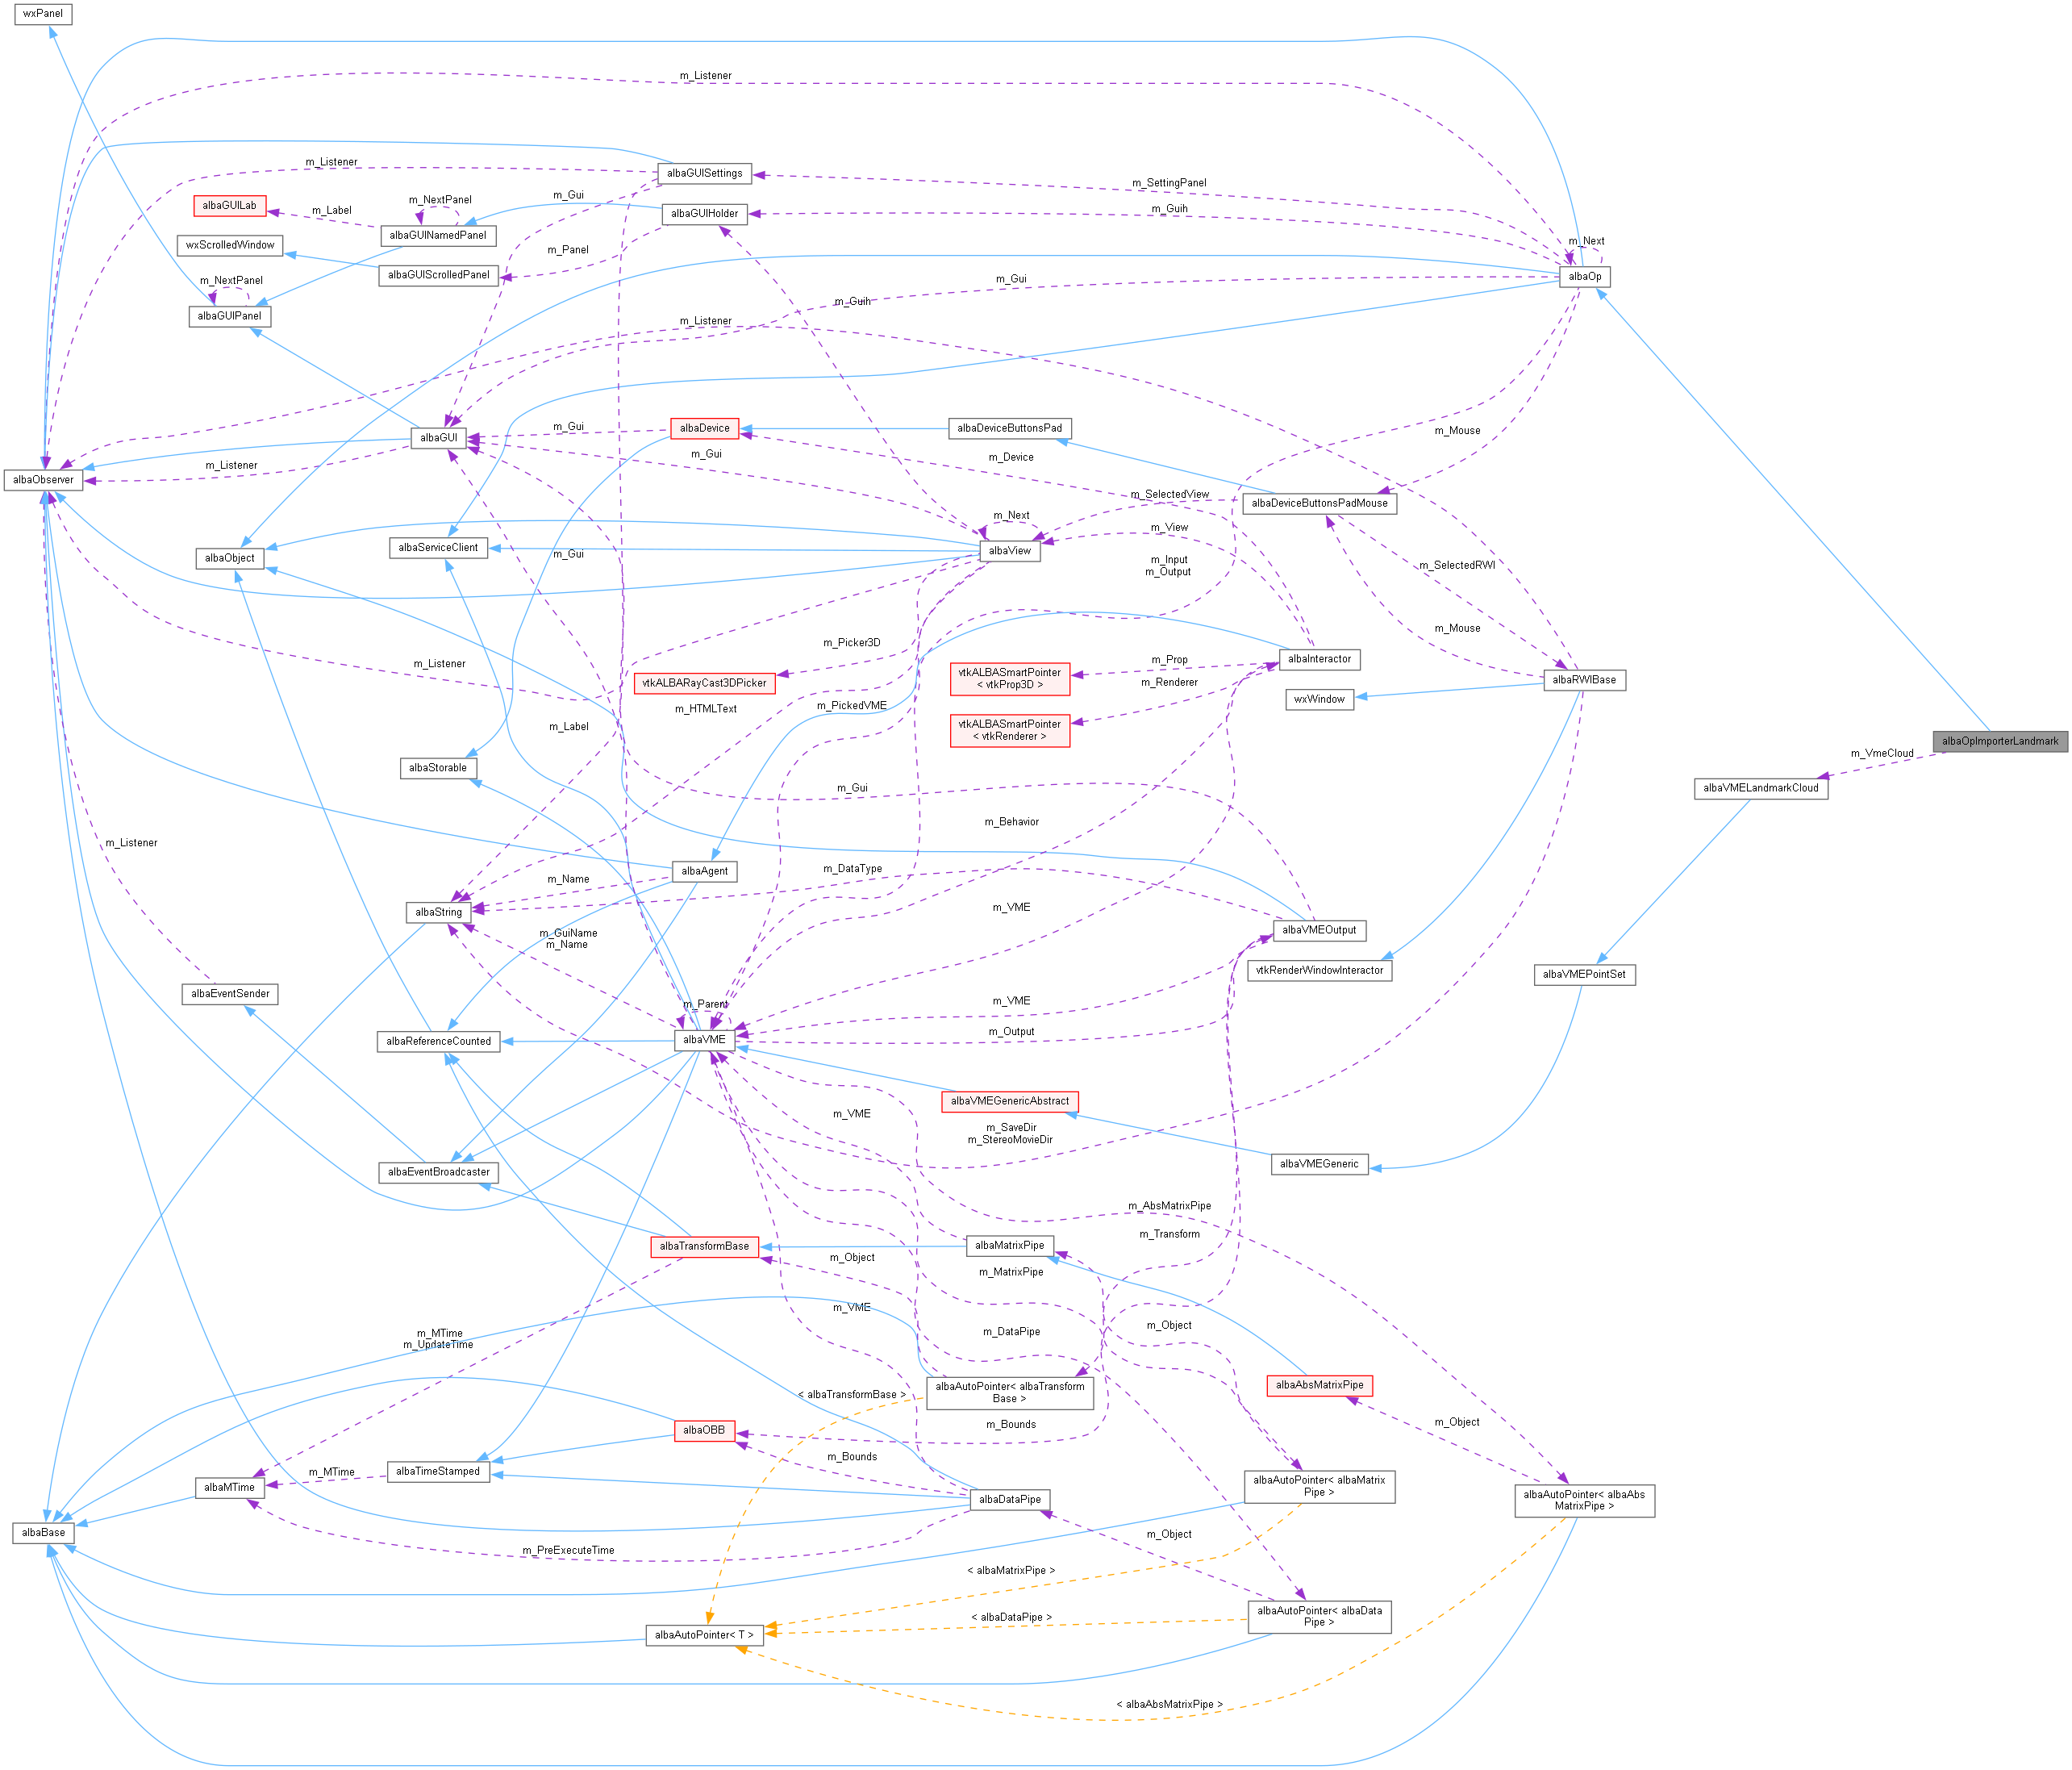 wxPanel
m_Listener
m_Listener
albaGUISettings
m_SettingPanel
albaGUILab
m_Label
m_NextPanel
m_Gui
albaGUIHolder
m_Guih
albaGUINamedPanel
wxScrolledWindow
m_Panel
m_Next
albaGUIScrolledPanel
albaOp
m_NextPanel
m_Gui
m_Guih
albaGUIPanel
m_Listener
albaDevice
albaDeviceButtonsPad
m_Gui
m_Mouse
albaGUI
m_Gui
m_Device
m_Listener
albaObserver
m_SelectedView
albaDeviceButtonsPadMouse
m_Next
m_View
albaServiceClient
albaView
albaObject
m_Gui
m_Input
m_Output
m_SelectedRWI
m_Mouse
m_Picker3D
albaInteractor
m_Listener
m_Prop
vtkALBASmartPointer
< vtkProp3D >
vtkALBARayCast3DPicker
m_Renderer
albaRWIBase
wxWindow
m_HTMLText
m_PickedVME
m_Label
vtkALBASmartPointer
< vtkRenderer >
albaOpImporterLandmark
m_VmeCloud
albaStorable
m_Gui
albaVMELandmarkCloud
m_Behavior
m_Listener
albaAgent
m_DataType
m_Name
m_VME
albaString
m_GuiName
m_Name
albaVMEOutput
vtkRenderWindowInteractor
albaVMEPointSet
albaEventSender
m_Parent
m_VME
m_Output
albaReferenceCounted
albaVME
albaVMEGenericAbstract
m_VME
m_SaveDir
m_StereoMovieDir
albaVMEGeneric
albaEventBroadcaster
m_AbsMatrixPipe
m_Transform
albaTransformBase
albaMatrixPipe
m_Object
m_MatrixPipe
m_VME
m_Object
m_MTime
m_UpdateTime
m_DataPipe
albaAbsMatrixPipe
albaAutoPointer< albaTransform
Base >
< albaTransformBase >
m_Object
albaOBB
m_Bounds
m_Bounds
albaTimeStamped
m_MTime
albaMTime
albaAutoPointer< albaMatrix
Pipe >
albaAutoPointer< albaAbs
MatrixPipe >
albaDataPipe
albaBase
m_Object
m_PreExecuteTime
< albaMatrixPipe >
albaAutoPointer< albaData
Pipe >
< albaDataPipe >
albaAutoPointer< T >
< albaAbsMatrixPipe >